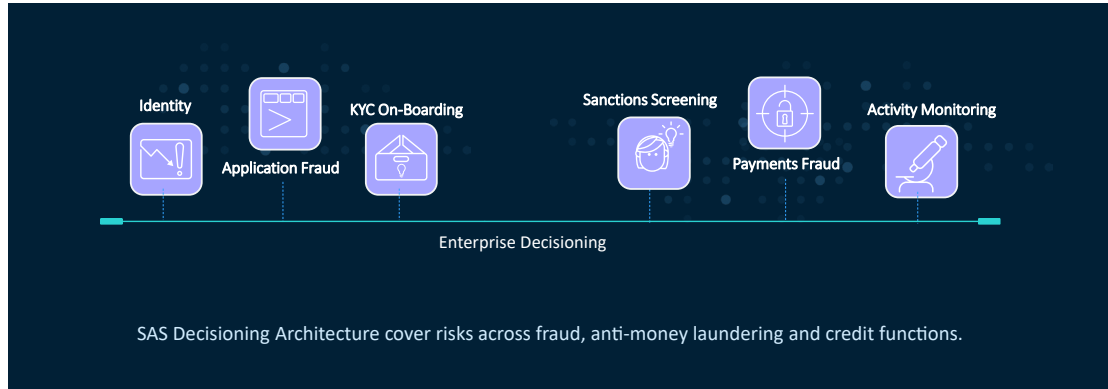 Identity
Application Fraud
KYC On-Boarding
Sanctions Screening
Payments Fraud
Activity Monitoring
Enterprise Decisioning
SAS Decisioning Architecture cover risks across fraud, anti-money laundering and credit functions.